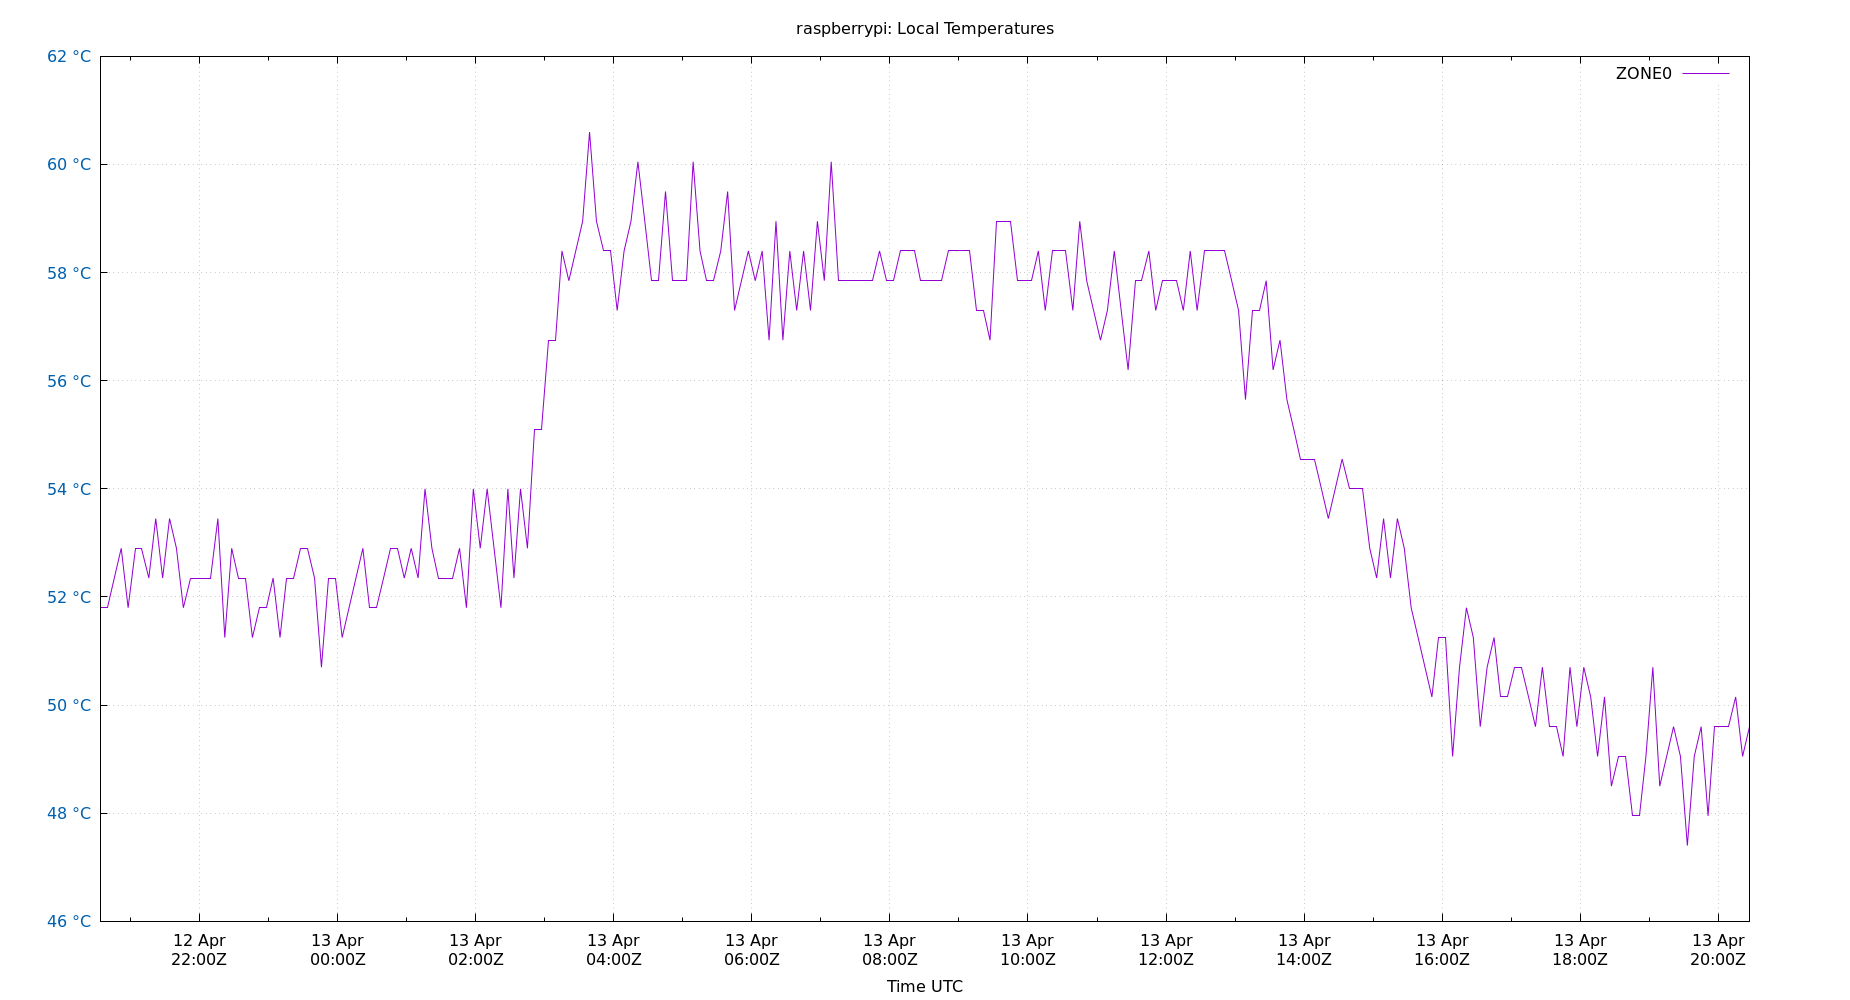 raspberrypi: Local Temperatures
62 °C
ZONE0
60 °C
58 °C
56 °C
54 °C
52 °C
50 °C
48 °C
46 °C
12 Apr 13 Apr 13 Apr 13 Apr 13 Apr 13 Apr 13 Apr 13 Apr 13 Apr 13 Apr 13 Apr 13 Apr
22:00Z 00:00Z 02:00Z 04:00Z 06:00Z 08:00Z 10:00Z 12:00Z 14:00Z 16:00Z 18:00Z 20:00Z
Time UTC